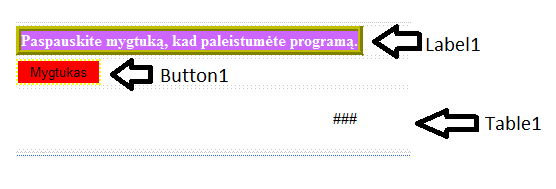 Paspauskite mygtuką, kad paleistumėte programą.
Label1
Mygtukas
Button1
###
Table1